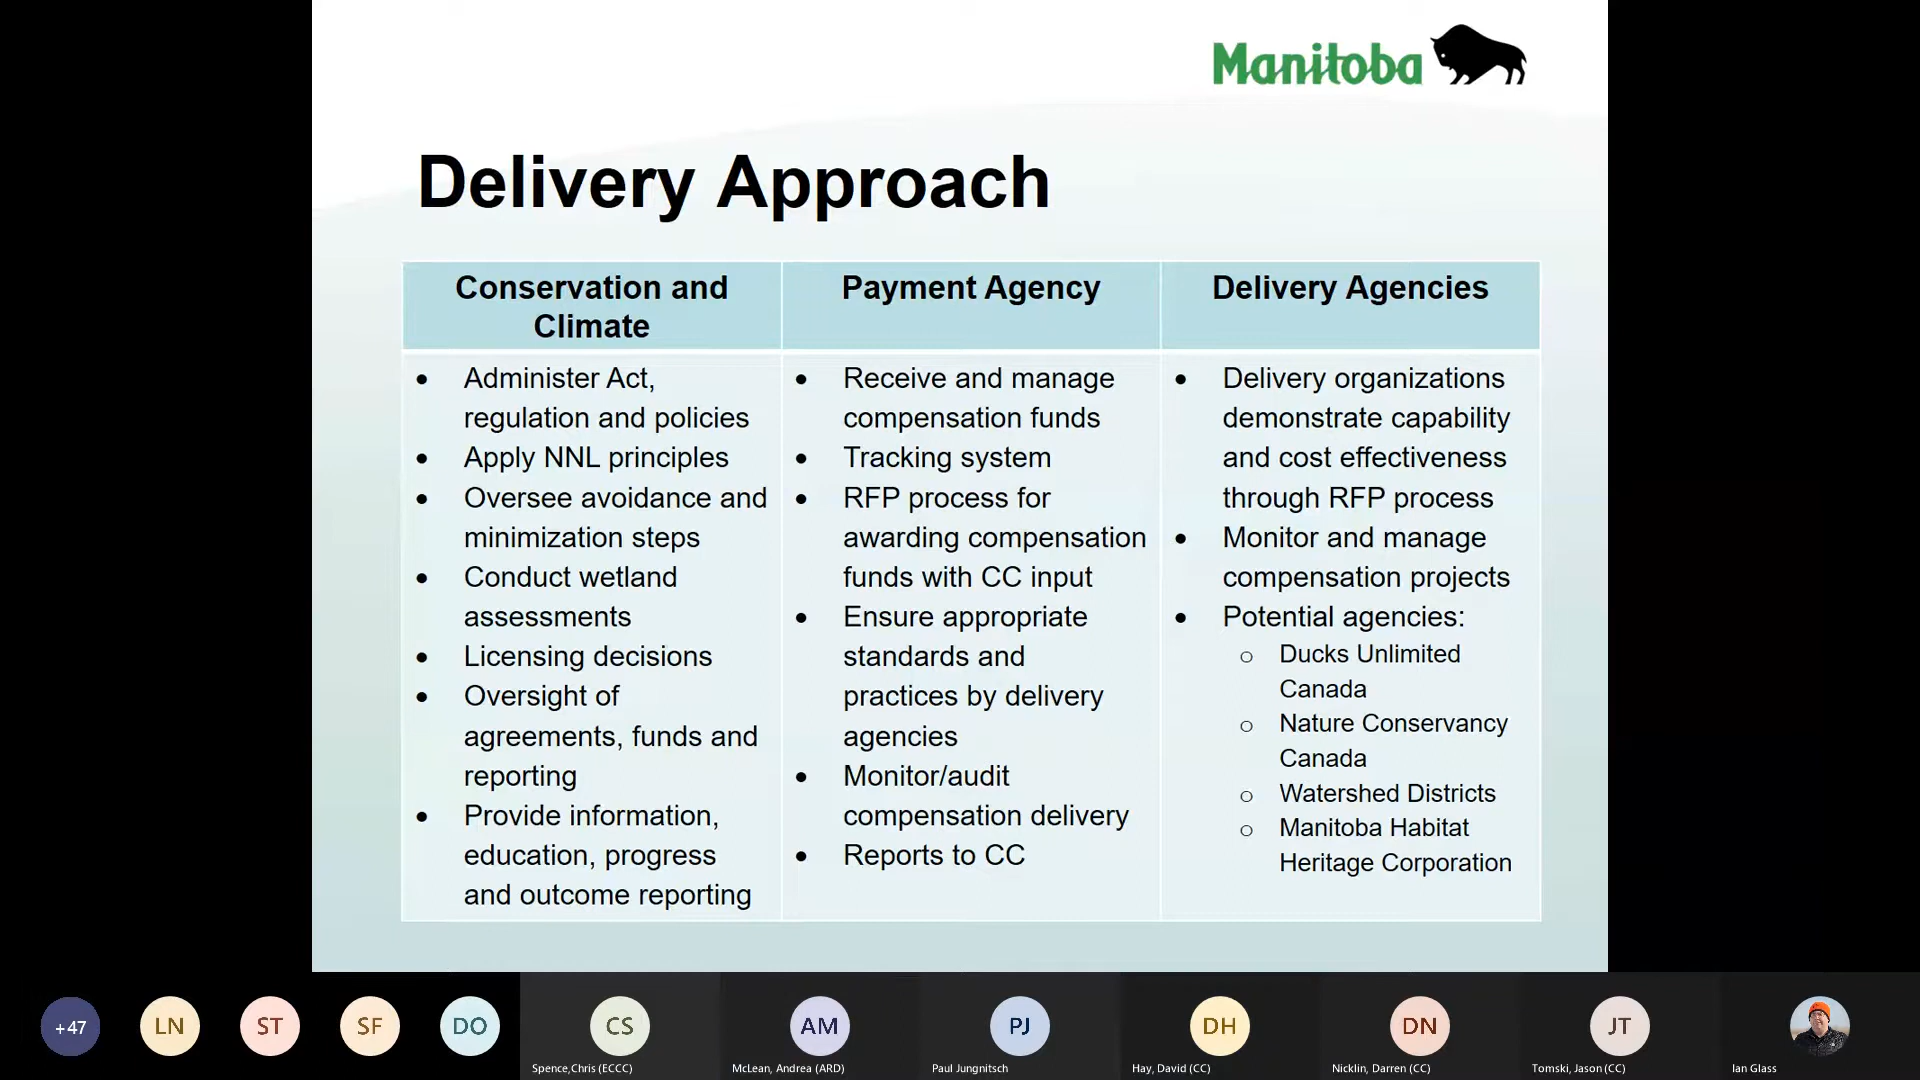 Manitoba
Delivery Approach
Conservation and
Climate
Payment Agency
Delivery Agencies
• Administer Act,
regulation and policies
• Apply NNL principles
• Oversee avoidance and
minimization steps
• Conduct wetland
assessments
• Licensing decisions
• Oversight of
agreements, funds and
reporting
• Provide information,
education, progress
and outcome reporting
• Receive and manage
compensation funds
• Tracking system
• RFP process for
awarding compensation
funds with CC input
• Ensure appropriate
standards and
practices by delivery
agencies
• Monitor/audit
compensation delivery
• Reports to CC
• Delivery organizations
demonstrate capability
and cost effectiveness
through RFP process
• Monitor and manage
compensation projects
• Potential agencies:
o Ducks Unlimited
Canada
o Nature Conservancy
Canada
o Watershed Districts
o Manitoba Habitat
Heritage Corporation
+47
LN
ST
SF
DO
CS
AM
PJ
DH
DN
JT
Spence,Chris (ECCC)
McLean, Andrea (ARD)
Paul Jungnitsch
Hay, David (CC)
Nicklin, Darren (CC)
Tomski, Jason (CC)
Ian Glass